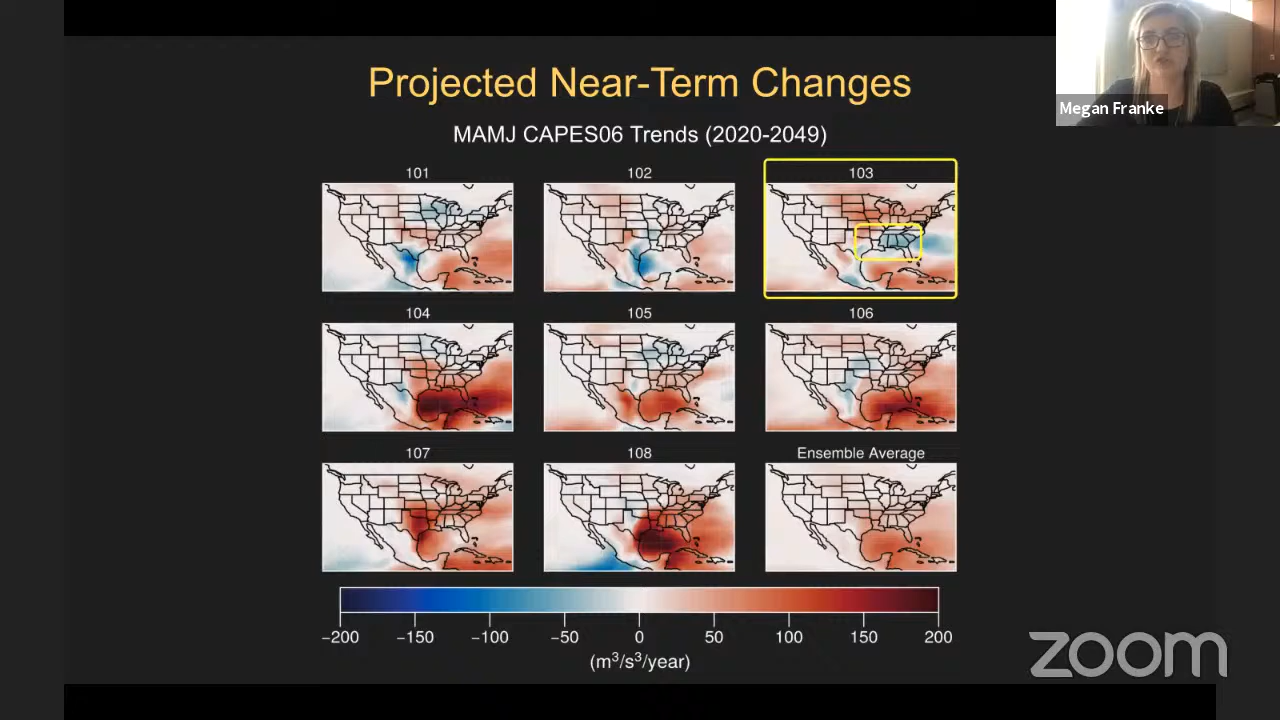 Projected Near-Term Changes
Megan Franke
MAMJ CAPES06 Trends (2020-2049)
101 102 103
104 105 106
107 108 Ensemble Average
−200 −150 −100 −50 0 50 100 150 200
(m³/s³/year)
zoom